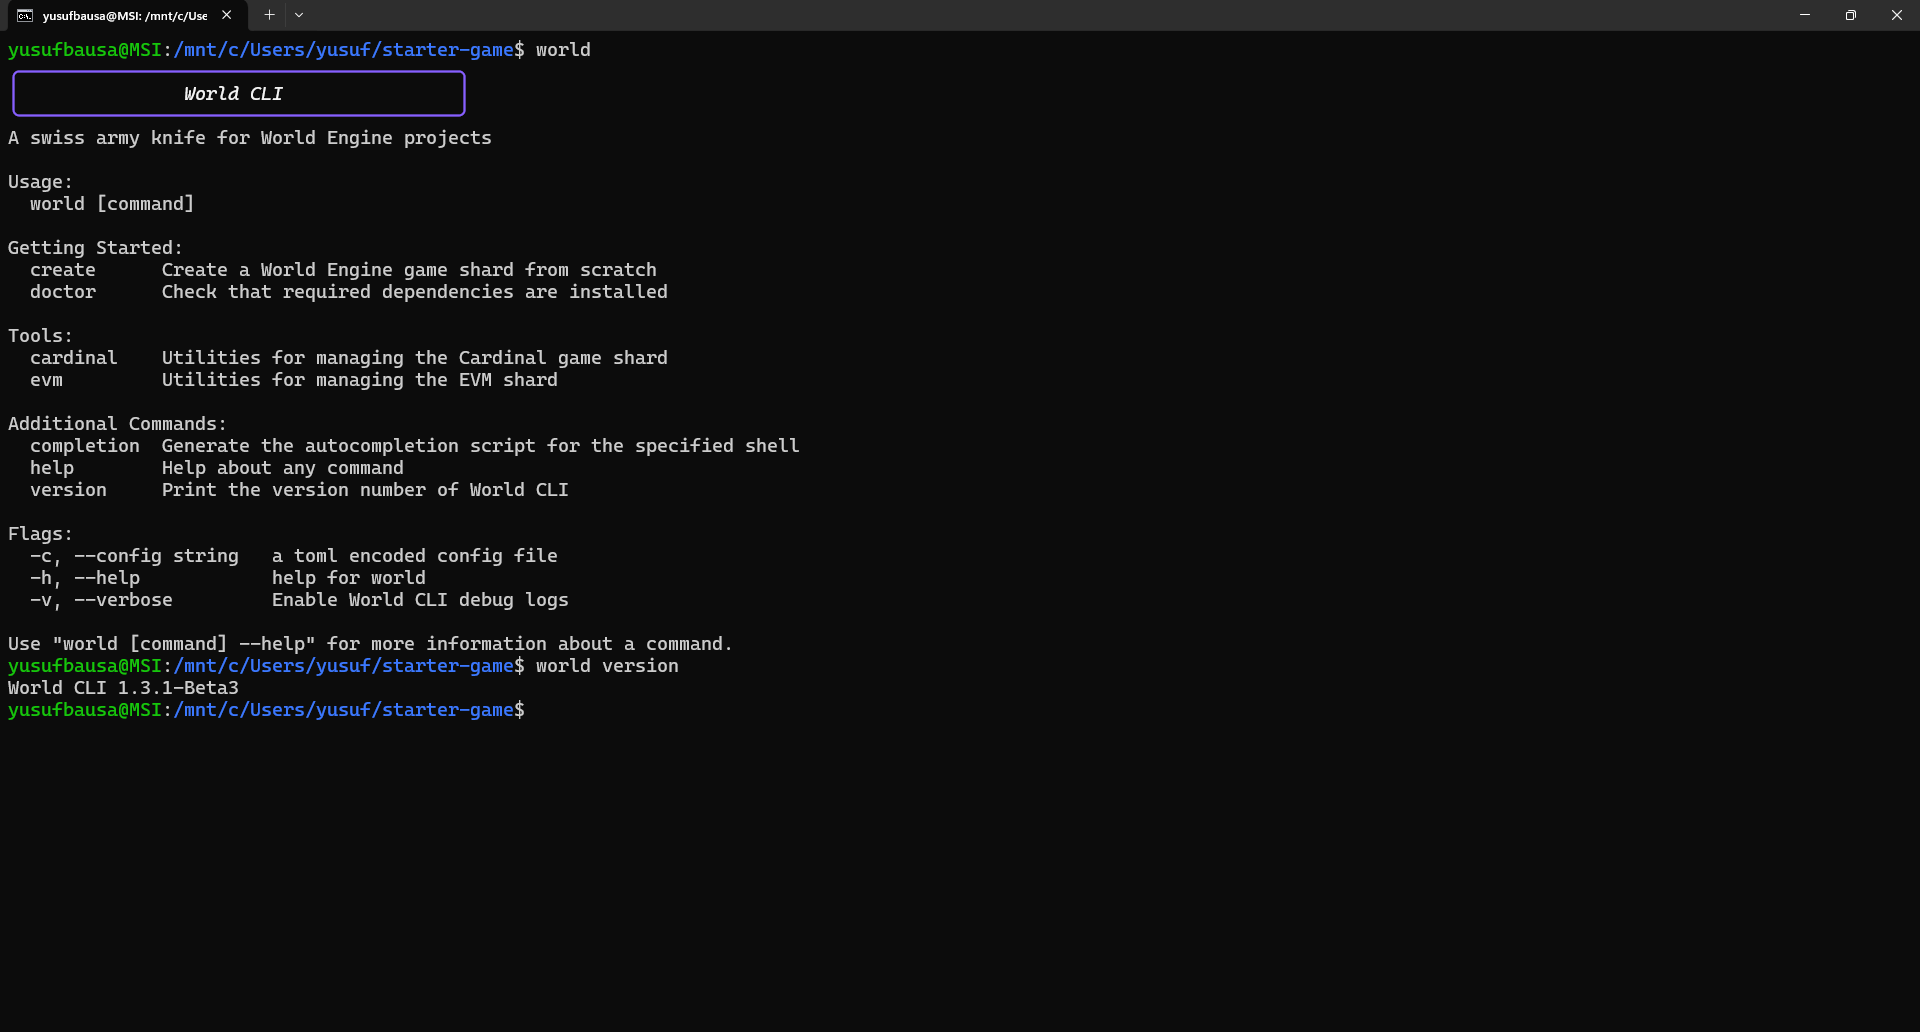 yusufbausa@MSI: /mnt/c/Use
yusufbausa@MSI:/mnt/c/Users/yusuf/starter-game$ world
World CLI
A swiss army knife for World Engine projects
Usage:
  world [command]
Getting Started:
  create      Create a World Engine game shard from scratch
  doctor      Check that required dependencies are installed
Tools:
  cardinal    Utilities for managing the Cardinal game shard
  evm         Utilities for managing the EVM shard
Additional Commands:
  completion  Generate the autocompletion script for the specified shell
  help        Help about any command
  version     Print the version number of World CLI
Flags:
  -c, --config string   a toml encoded config file
  -h, --help            help for world
  -v, --verbose         Enable World CLI debug logs
Use "world [command] --help" for more information about a command.
yusufbausa@MSI:/mnt/c/Users/yusuf/starter-game$ world version
World CLI 1.3.1-Beta3
yusufbausa@MSI:/mnt/c/Users/yusuf/starter-game$